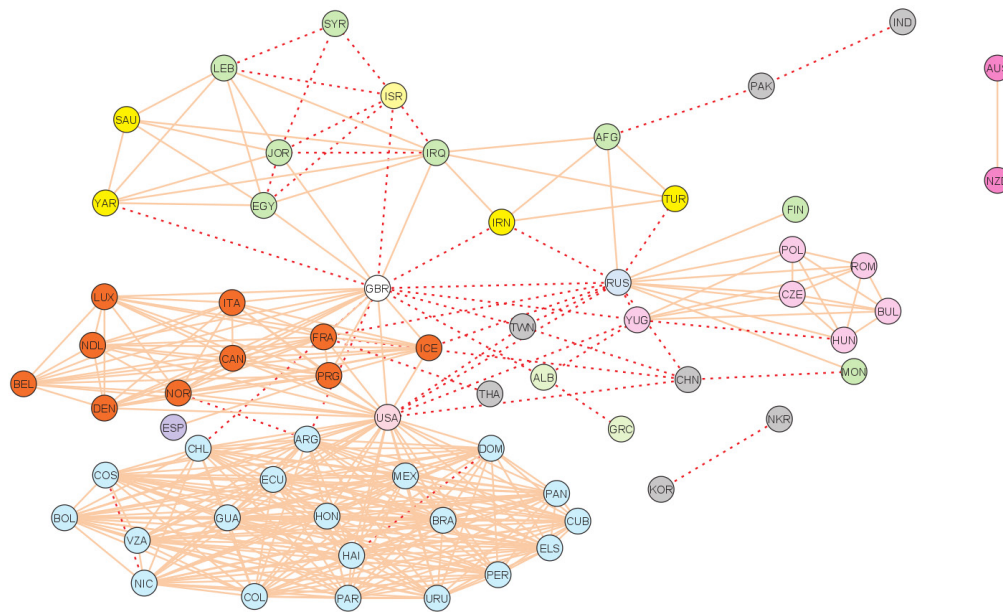 SYR
IND
LEB
AUS
PAK
ISR
SAU
AFG
JOR
IRQ
NZD
TUR
YAR
EGY
FIN
IRN
POL
ROM
RUS
GBR
CZE
LUX
ITA
BUL
YUG
TWN
FRA
HUN
NDL
ICE
CAN
MON
PRG
ALB
CHN
BEL
NOR
THA
DEN
USA
NKR
ESP
GRC
ARG
CHL
DOM
COS
MEX
ECU
KOR
PAN
BOL
GUA
HON
BRA
CUB
VZA
ELS
HAI
PER
NIC
COL
PAR
URU